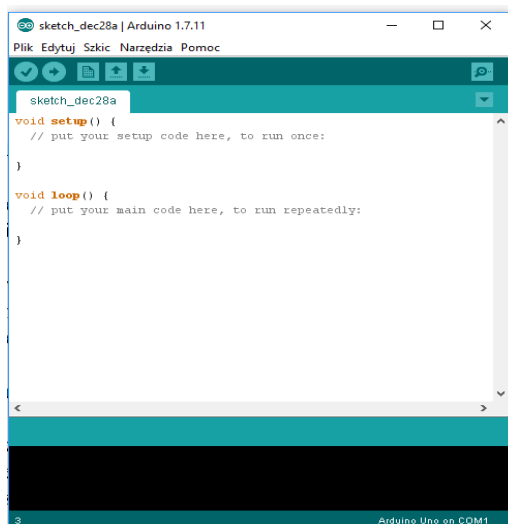 sketch_dec28a | Arduino 1.7.11
Plik Edytuj Szkic Narzędzia Pomoc
sketch_dec28a
void setup() {
// put your setup code here, to run once:
}
void loop() {
// put your main code here, to run repeatedly:
}
3 Arduino Uno on COM1